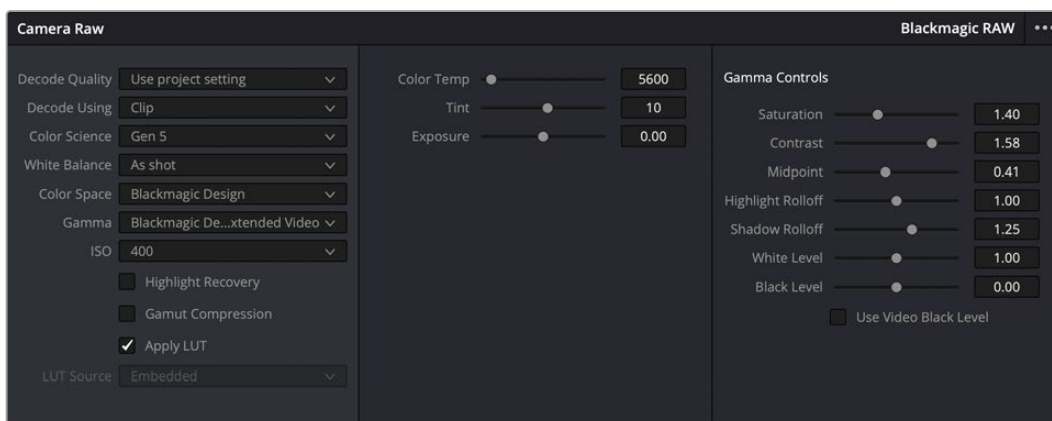 Camera Raw
Blackmagic RAW
Decode Quality Use project setting
Decode Using Clip
Color Science Gen 5
White Balance As shot
Color Space Blackmagic Design
Gamma Blackmagic De...xtended Video
ISO 400
Highlight Recovery
Gamut Compression
Apply LUT
LUT Source Embedded
Color Temp 5600
Tint 10
Exposure 0.00
Gamma Controls
Saturation 1.40
Contrast 1.58
Midpoint 0.41
Highlight Rolloff 1.00
Shadow Rolloff 1.25
White Level 1.00
Black Level 0.00
Use Video Black Level